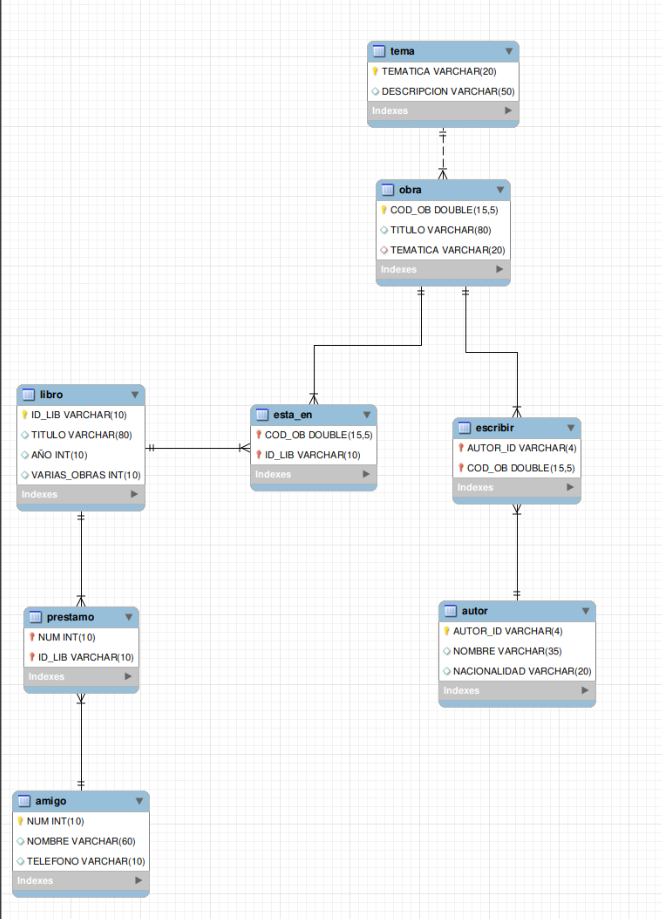 tema
TEMATICA VARCHAR(20)
DESCRIPCION VARCHAR(50)
Indexes
obra
COD_OB DOUBLE(15,5)
TITULO VARCHAR(80)
TEMATICA VARCHAR(20)
Indexes
libro
ID_LIB VARCHAR(10)
TITULO VARCHAR(80)
AÑO INT(10)
VARIAS_OBRAS INT(10)
Indexes
esta_en
COD_OB DOUBLE(15,5)
ID_LIB VARCHAR(10)
Indexes
escribir
AUTOR_ID VARCHAR(4)
COD_OB DOUBLE(15,5)
Indexes
prestamo
NUM INT(10)
ID_LIB VARCHAR(10)
Indexes
autor
AUTOR_ID VARCHAR(4)
NOMBRE VARCHAR(35)
NACIONALIDAD VARCHAR(20)
Indexes
amigo
NUM INT(10)
NOMBRE VARCHAR(60)
TELEFONO VARCHAR(10)
Indexes